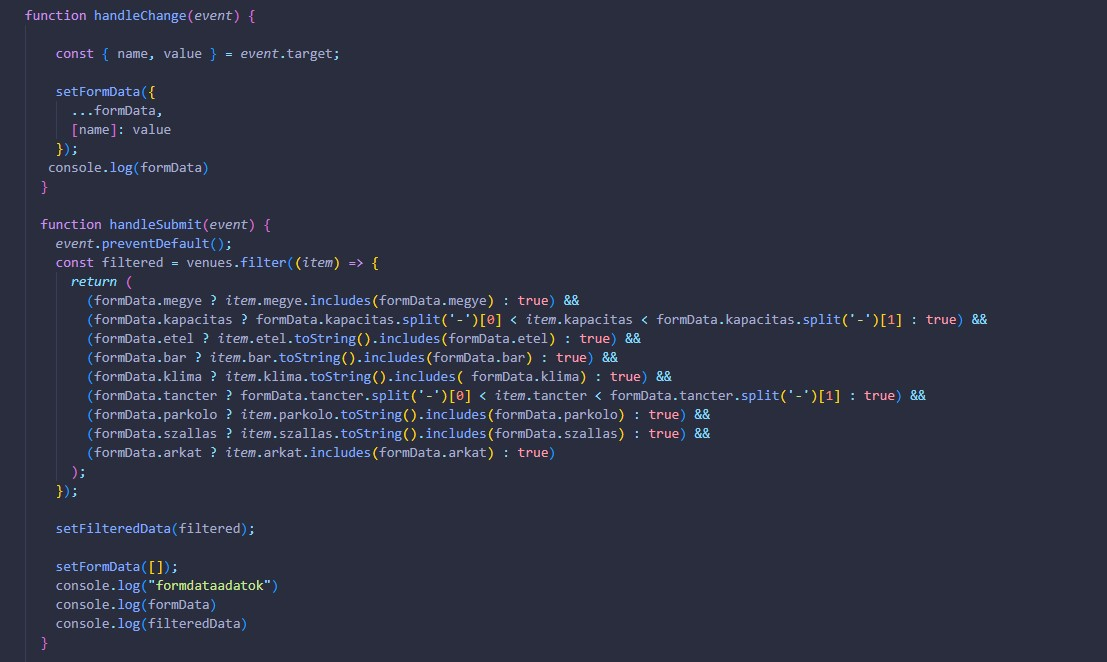 function handleChange(event) {
const { name, value } = event.target;
setFormData({
...formData,
[name]: value
});
console.log(formData)
}
function handleSubmit(event) {
event.preventDefault();
const filtered = venues.filter((item) => {
return (
(formData.megye ? item.megye.includes(formData.megye) : true) &&
(formData.kapacitas ? formData.kapacitas.split('-')[0] < item.kapacitas < formData.kapacitas.split('-')[1] : true) &&
(formData.etel ? item.etel.toString().includes(formData.etel) : true) &&
(formData.bar ? item.bar.toString().includes(formData.bar) : true) &&
(formData.klima ? item.klima.toString().includes( formData.klima) : true) &&
(formData.tancter ? formData.tancter.split('-')[0] < item.tancter < formData.tancter.split('-')[1] : true) &&
(formData.parkolo ? item.parkolo.toString().includes(formData.parkolo) : true) &&
(formData.szallas ? item.szallas.toString().includes(formData.szallas) : true) &&
(formData.arkat ? item.arkat.includes(formData.arkat) : true)
);
});
setFilteredData(filtered);
setFormData([]);
console.log("formdataadatok")
console.log(formData)
console.log(filteredData)
}